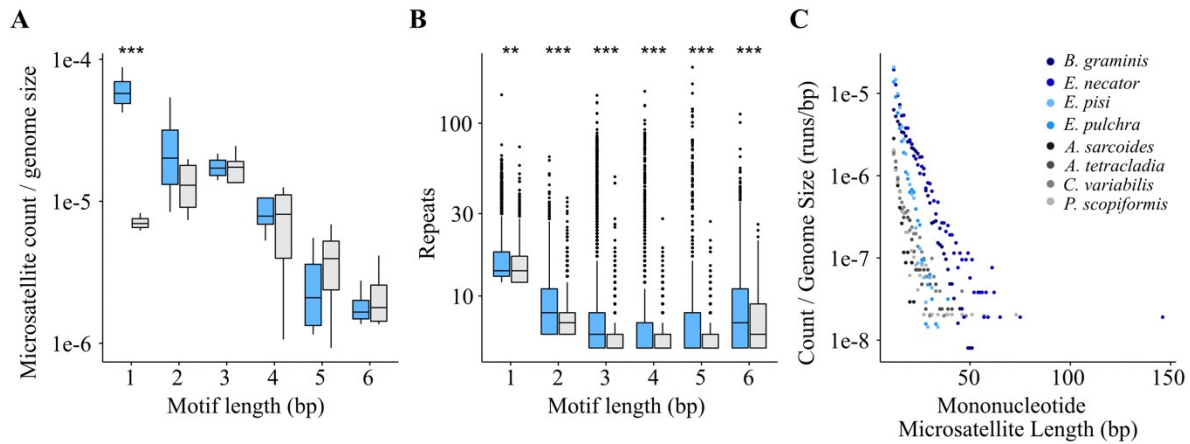 A
Microsatellite count / genome size
1e-4
1e-5
1e-6
***
1 2 3 4 5 6
Motif length (bp)
B
Repeats
100
30
10
** *** *** *** *** ***
1 2 3 4 5 6
Motif length (bp)
C
Count / Genome Size (runs/bp)
1e-5
1e-6
1e-7
1e-8
B. graminis
E. necator
E. pisi
E. pulchra
A. sarcoides
A. tetracladia
C. variabilis
P. scopiformis
50 100 150
Mononucleotide
Microsatellite Length (bp)